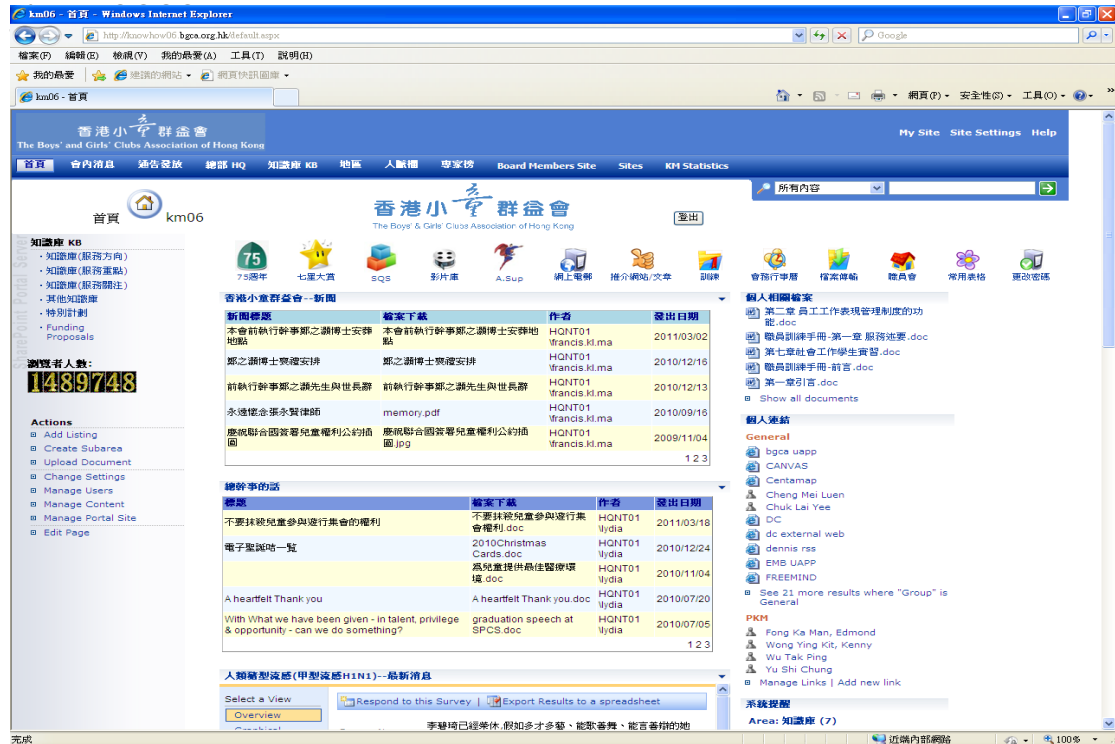 km06 - 首頁 - Windows Internet Explorer
http://knowhow06.bgca.org.hk/default.aspx
Google
檔案(F) 編輯(E) 檢視(V) 我的最愛(A) 工具(T) 說明(H)
我的最愛 建議的網站 網頁快訊圖庫
km06 - 首頁
網頁(P) 安全性(S) 工具(O)
香港小童群益會
The Boys' and Girls' Clubs Association of Hong Kong
My Site Site Settings Help
首頁 會內消息 通告發放 總部 HQ 知識庫 KB 地區 人脈櫃 專家榜 Board Members Site Sites KM Statistics
所有內容
首頁 km06
香港小童群益會
The Boys' & Girls' Clubs Association of Hong Kong
登出
知識庫 KB
知識庫(服務方向)
知識庫(服務重點)
知識庫(服務關注)
其他知識庫
特別計劃
Funding
Proposals
SharePoint Portal Server
瀏覽者人數:
1489748
Actions
Add Listing
Create Subarea
Upload Document
Change Settings
Manage Users
Manage Content
Manage Portal Site
Edit Page
75
75週年 七星大賞 SQS 影片庫 A.Sup 網上電郵 推介網站/文章 訓練 會務行事曆 檔案傳輸 職員會 常用表格 更改密碼
香港小童群益會--新聞
新聞標題 檔案下載 作者 發出日期
本會前執行幹事鄭之灝博士安葬地點 本會前執行幹事鄭之灝博士安葬地點 HQNT01\francis.kl.ma 2011/03/02
鄭之灝博士喪禮安排 鄭之灝博士喪禮安排 HQNT01\francis.kl.ma 2010/12/16
前執行幹事鄭之灝先生與世長辭 前執行幹事鄭之灝先生與世長辭 HQNT01\francis.kl.ma 2010/12/13
永遠懷念張永賢律師 memory.pdf HQNT01\francis.kl.ma 2010/09/16
慶祝聯合國簽署兒童權利公約插圖 慶祝聯合國簽署兒童權利公約插圖.jpg HQNT01\francis.kl.ma 2009/11/04
1 2 3
總幹事的話
標題 檔案下載 作者 發出日期
不要抹殺兒童參與遊行集會的權利 不要抹殺兒童參與遊行集會權利.doc HQNT01\lydia 2011/03/18
電子聖誕咭一覧 2010Christmas Cards.doc HQNT01\lydia 2010/12/24
為兒童提供最佳醫療環境.doc HQNT01\lydia 2010/11/04
A heartfelt Thank you A heartfelt Thank you.doc HQNT01\lydia 2010/07/20
With What we have been given - in talent, privilege & opportunity - can we do something? graduation speech at SPCS.doc HQNT01\lydia 2010/07/05
1 2 3
人類豬型流感(甲型流感H1N1)--最新消息
Select a View
Overview
Respond to this Survey | Export Results to a spreadsheet
李碧琦已經榮休.假如多才多藝、能歌善舞、能言善辯的她
個人相關檔案
第二章 員工工作表現管理制度的功
能.doc
職員訓練手冊-第一章 服務述要.doc
第七章社會工作學生實習.doc
職員訓練手冊-前言.doc
第一章引言.doc
Show all documents
個人連結
General
bgca uapp
CANVAS
Centamap
Cheng Mei Luen
Chuk Lai Yee
DC
dc external web
dennis rss
EMB UAPP
FREEMIND
See 21 more results where "Group" is
General
PKM
Fong Ka Man, Edmond
Wong Ying Kit, Kenny
Wu Tak Ping
Yu Shi Chung
Manage Links | Add new link
系統提醒
Area: 知識庫 (7)
完成
近端內部網路
100%